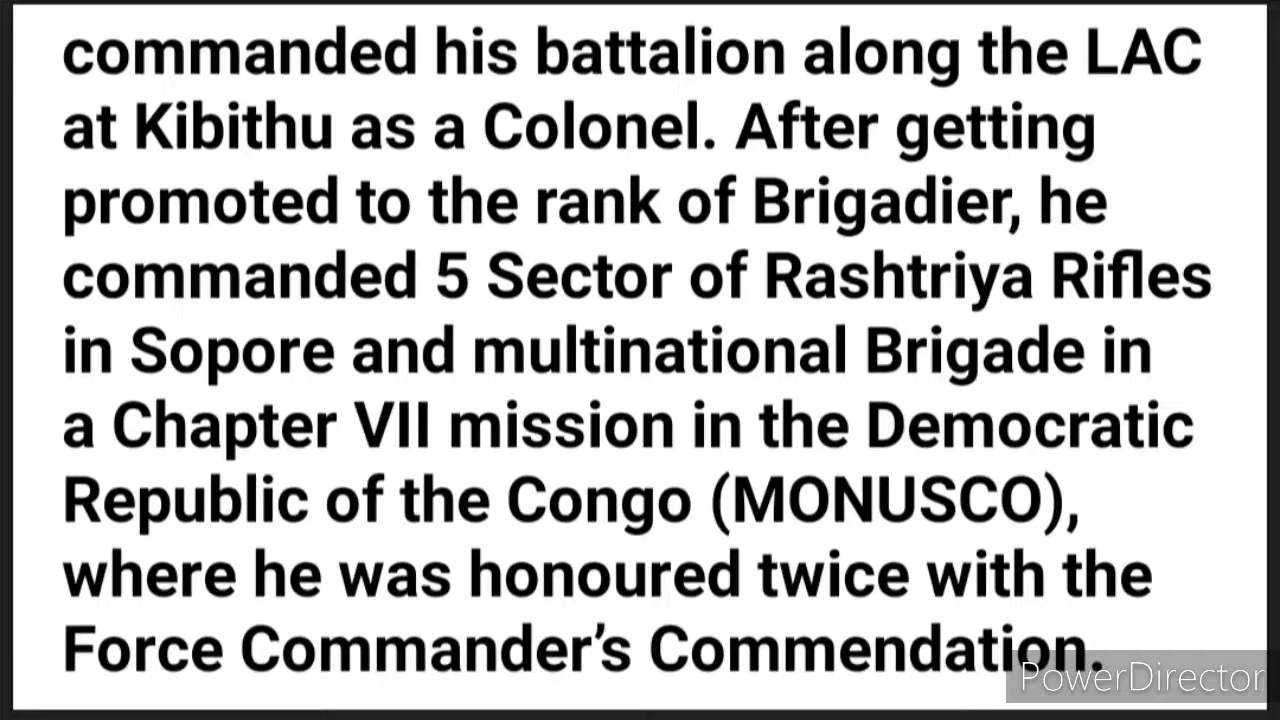 commanded his battalion along the LAC
at Kibithu as a Colonel. After getting
promoted to the rank of Brigadier, he
commanded 5 Sector of Rashtriya Rifles
in Sopore and multinational Brigade in
a Chapter VII mission in the Democratic
Republic of the Congo (MONUSCO),
where he was honoured twice with the
Force Commander’s Commendation.
PowerDirector